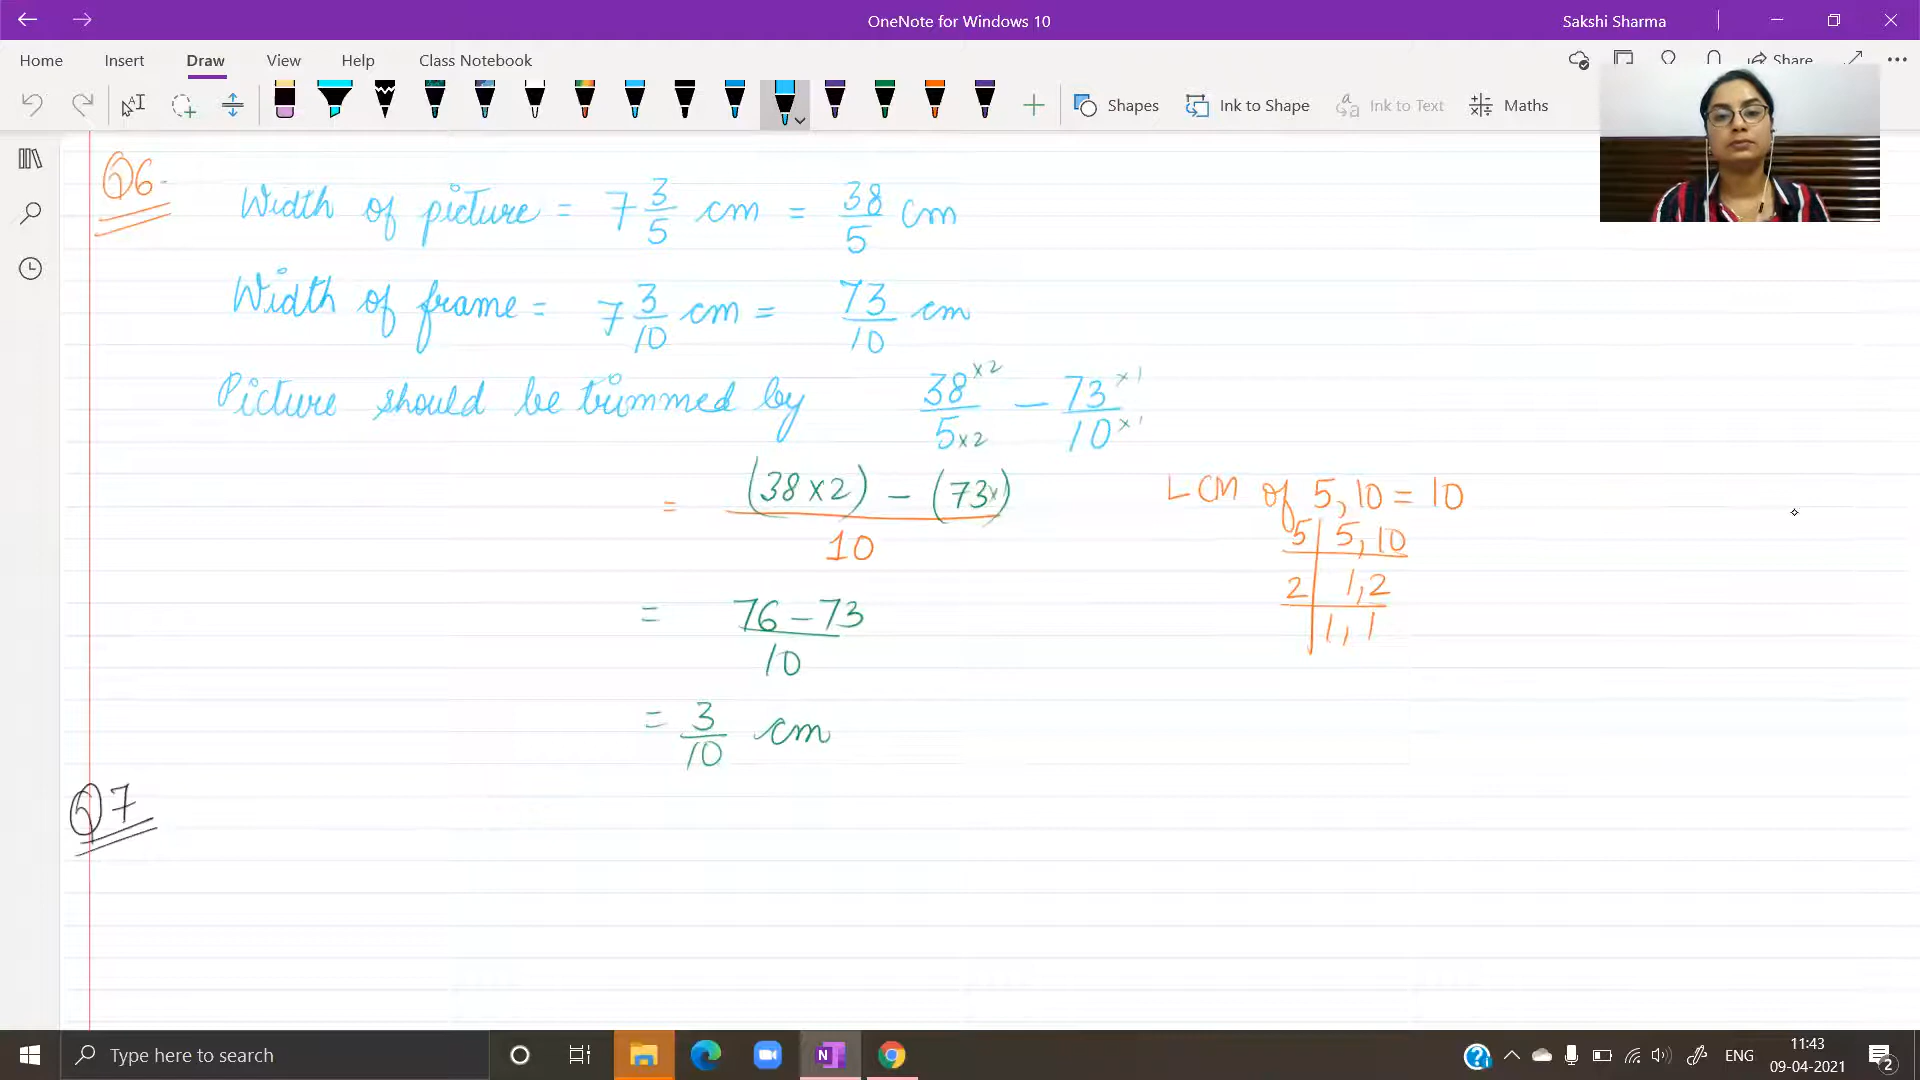 OneNote for Windows 10
Sakshi Sharma
Home Insert Draw View Help Class Notebook Share
Shapes Ink to Shape Ink to Text Maths
Q6.
Width of picture = 7 3/5 cm = 38/5 cm
Width of frame = 7 3/10 cm = 73/10 cm
Picture should be trimmed by 38×2/5×2 − 73×1/10×1
= (38×2) − (73×1)/10
LCM of 5, 10 = 10
5 | 5, 10
2 | 1, 2
1, 1
= 76 − 73/10
= 3/10 cm
Q7
Type here to search
ENG
11:43
09-04-2021
2